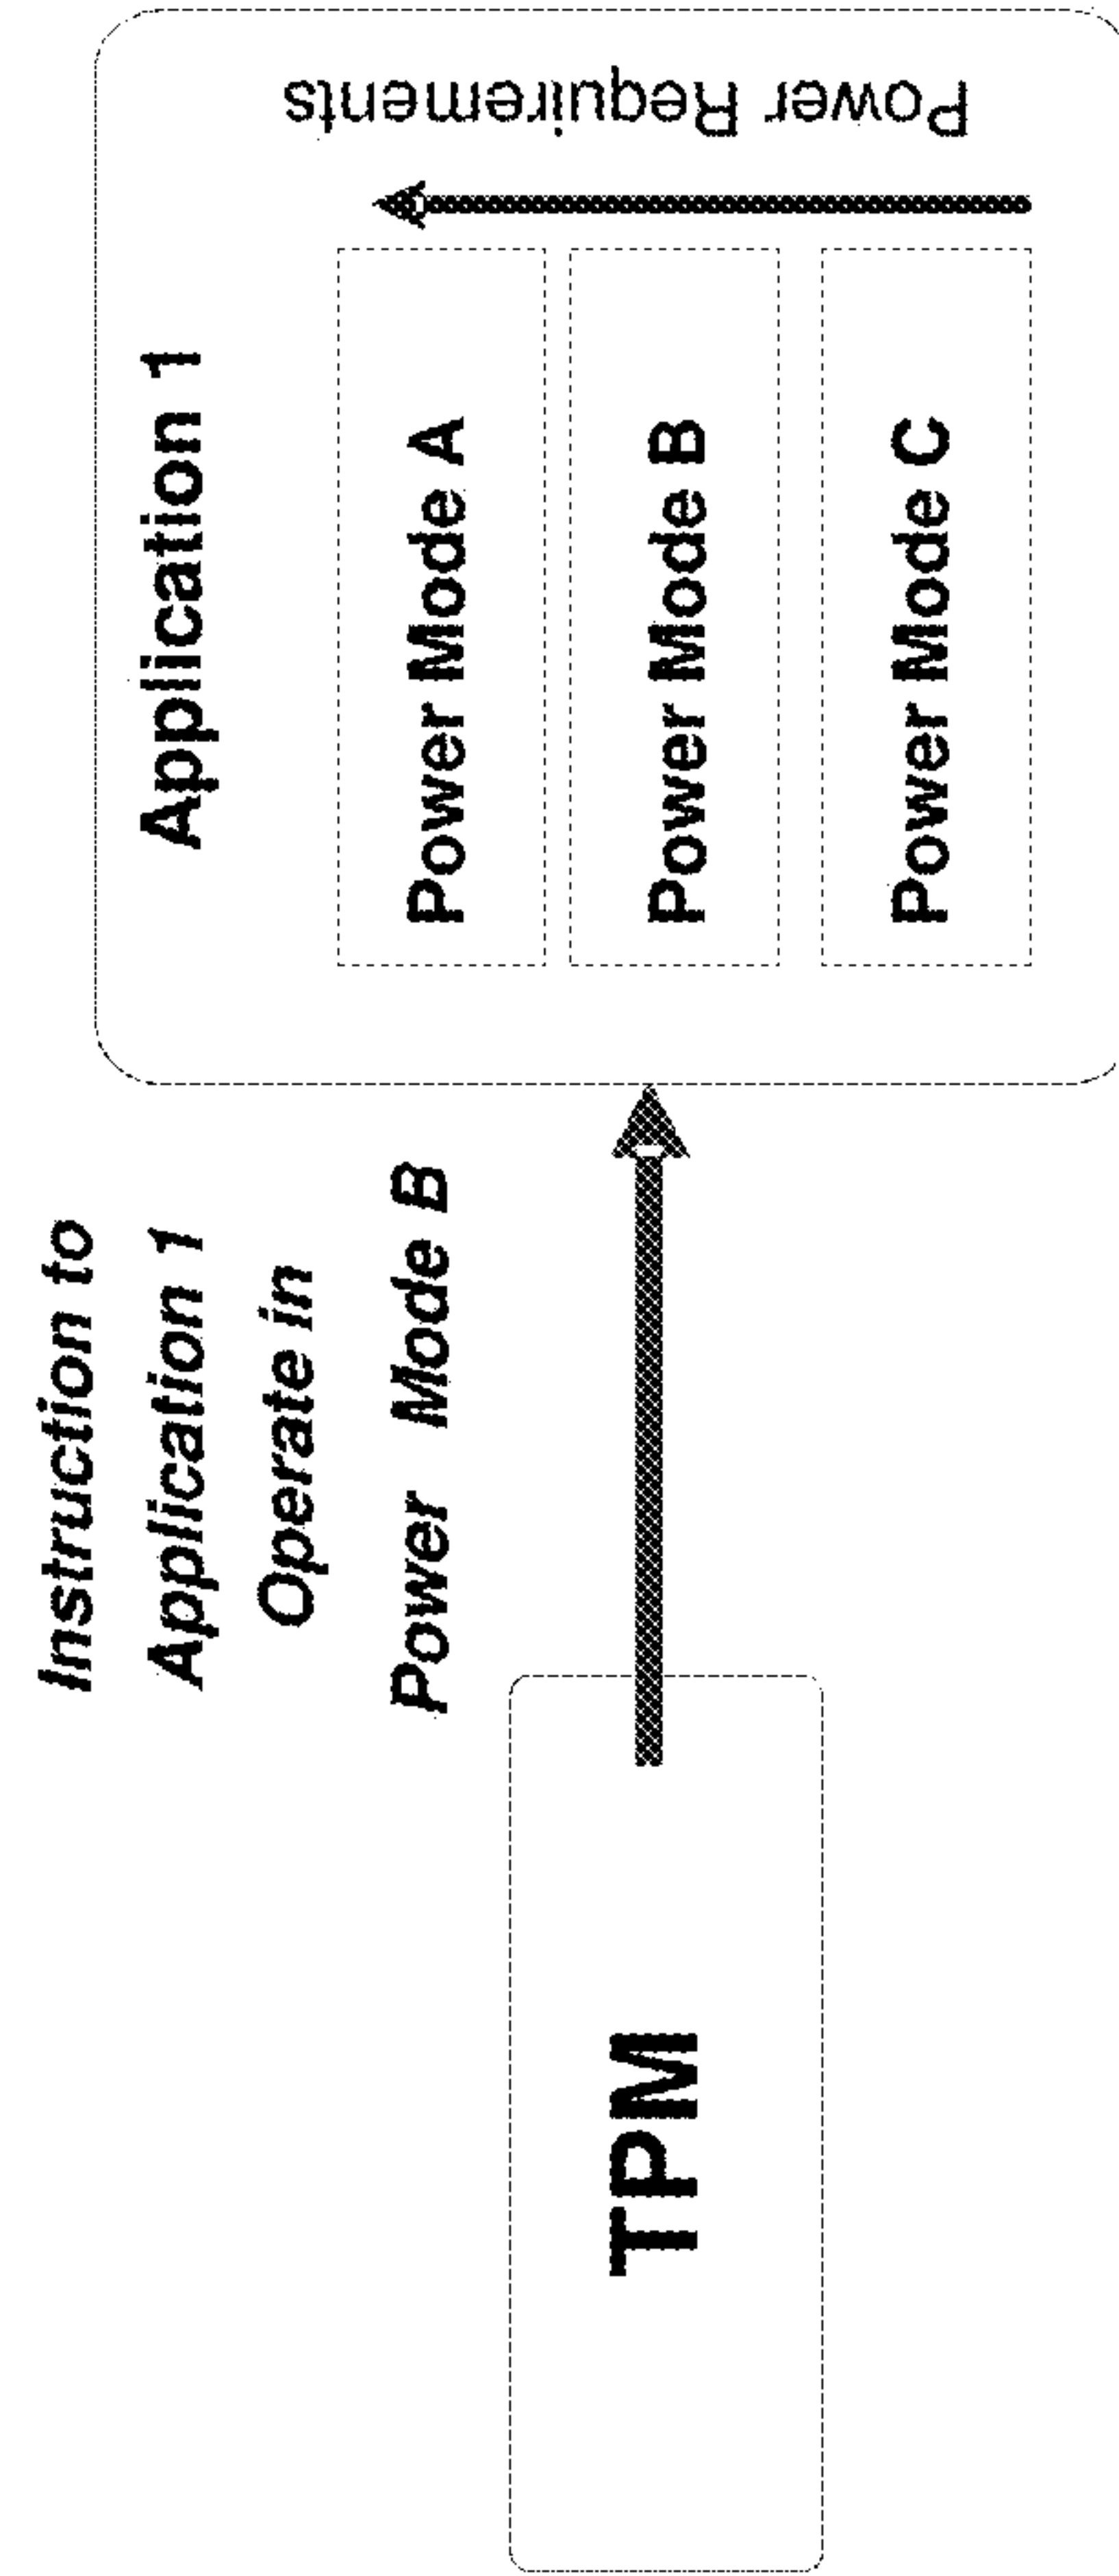 Instruction to
Application 1
Operate in
Power Mode B
TPM
Application 1
Power Mode A
Power Mode B
Power Mode C
Power Requirements